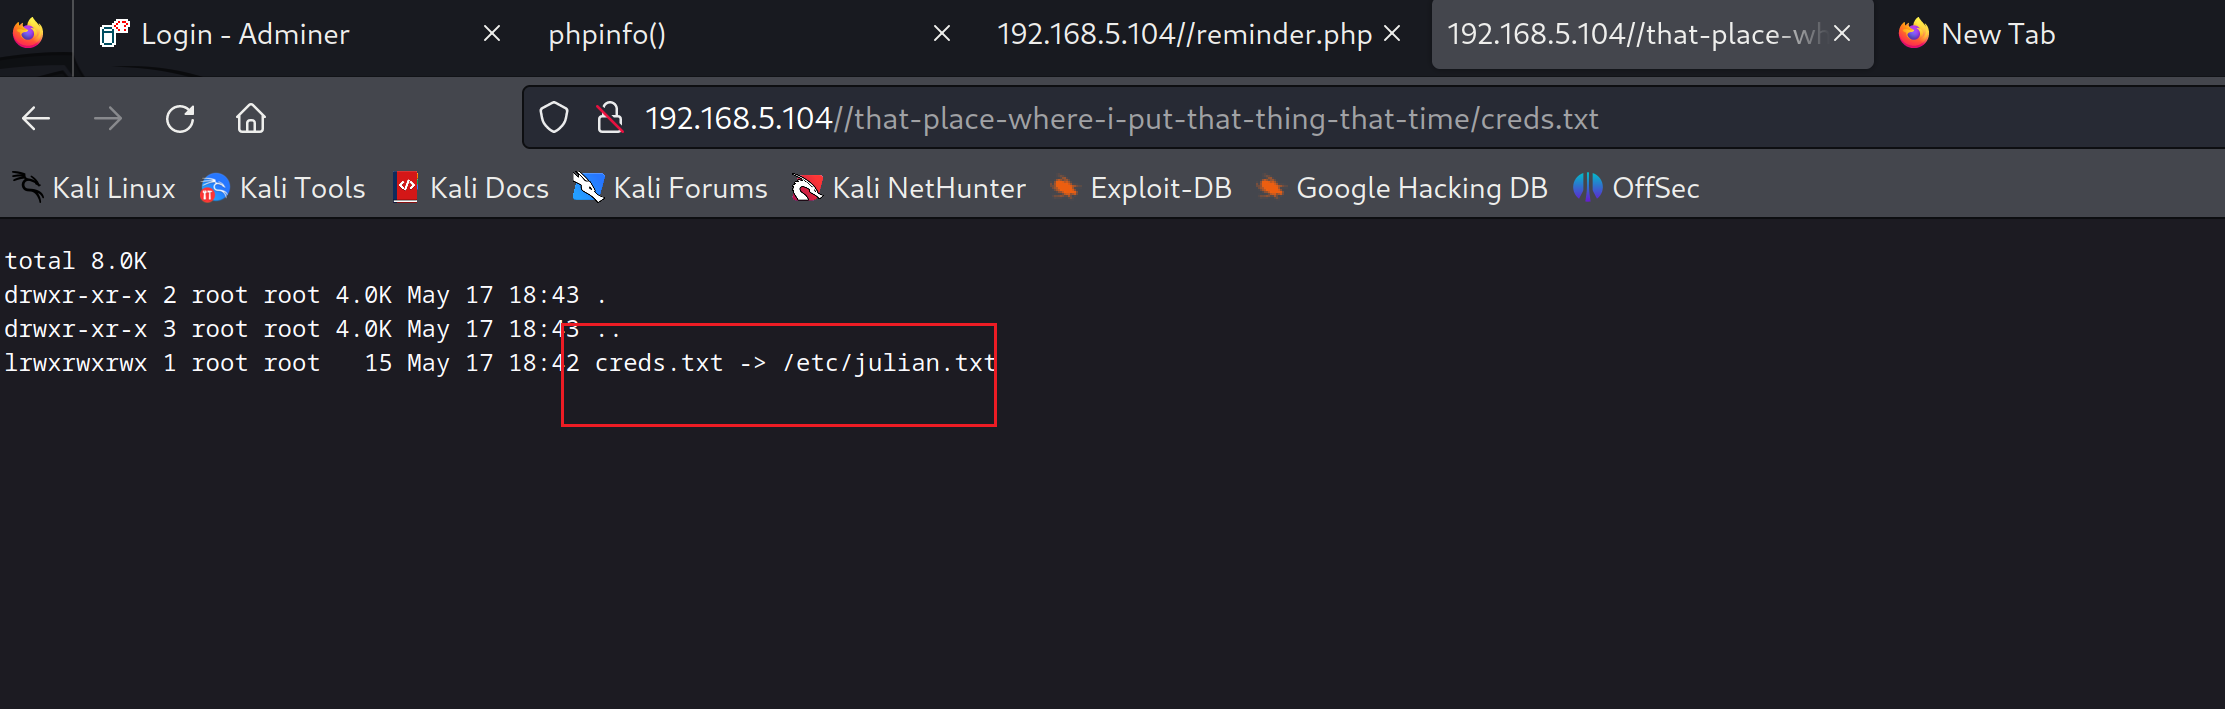 Login - Adminer
phpinfo()
192.168.5.104//reminder.php
192.168.5.104//that-place-wh
New Tab
192.168.5.104//that-place-where-i-put-that-thing-that-time/creds.txt
Kali Linux Kali Tools Kali Docs Kali Forums Kali NetHunter Exploit-DB Google Hacking DB OffSec
total 8.0K
drwxr-xr-x 2 root root 4.0K May 17 18:43 .
drwxr-xr-x 3 root root 4.0K May 17 18:43 ..
lrwxrwxrwx 1 root root   15 May 17 18:42 creds.txt -> /etc/julian.txt